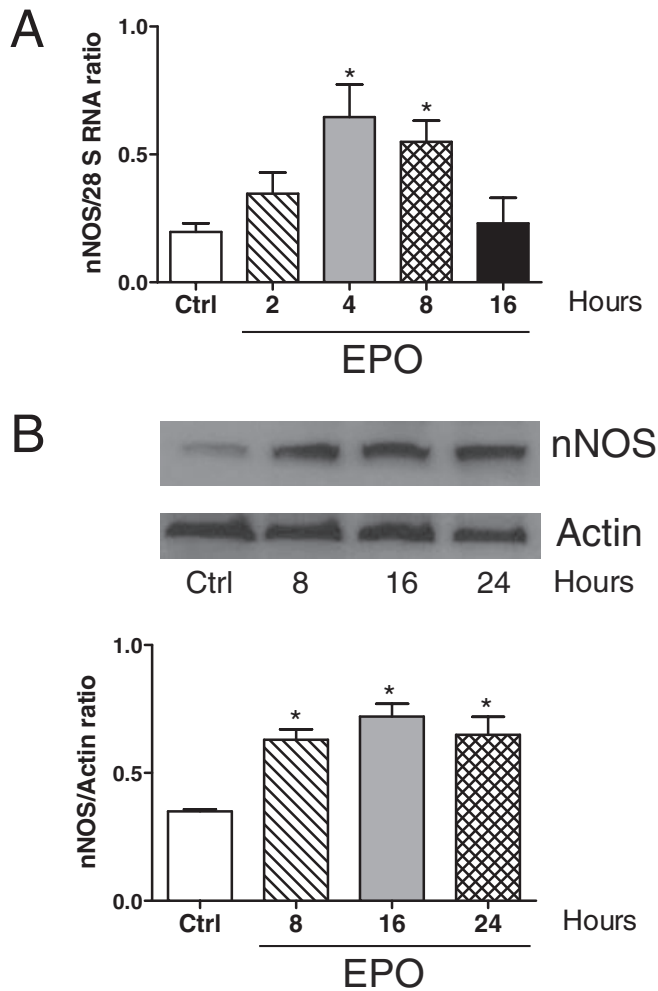 A
nNOS/28 S RNA ratio
1.0
*
*
0.5
0.0
Ctrl 2 4 8 16 Hours
EPO
B
nNOS
Actin
Ctrl 8 16 24 Hours
nNOS/Actin ratio
1.0
* * *
0.5
0.0
Ctrl 8 16 24 Hours
EPO